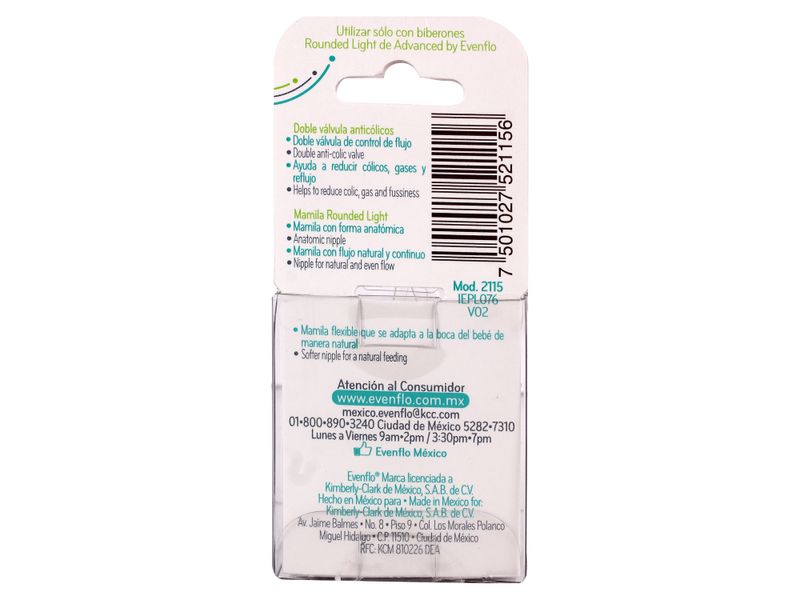 Utilizar sólo con biberones
Rounded Light de Advanced by Evenflo
Doble válvula anticólicos
• Doble válvula de control de flujo
• Double anti-colic valve
• Ayuda a reducir cólicos, gases y
reflujo
• Helps to reduce colic, gas and fussiness
Mamila Rounded Light
• Mamila con forma anatómica
• Anatomic nipple
• Mamila con flujo natural y continuo
• Nipple for natural and even flow
7 501027 521156
Mod. 2115
IEPL076
V02
• Mamila flexible que se adapta a la boca del bebé de
manera natural
• Softer nipple for a natural feeding
Atención al Consumidor
www.evenflo.com.mx
mexico.evenflo@kcc.com
01•800•890•3240 Ciudad de México 5282•7310
Lunes a Viernes 9am•2pm / 3:30pm•7pm
Evenflo México
Evenflo® Marca licenciada a
Kimberly-Clark de México, S.A.B. de C.V.
Hecho en México para • Made in Mexico for:
Kimberly-Clark de México, S.A.B. de C.V.
Av. Jaime Balmes • No. 8 • Piso 9 • Col. Los Morales Polanco
Miguel Hidalgo • C.P. 11510 • Ciudad de México
RFC: KCM 810226 DEA